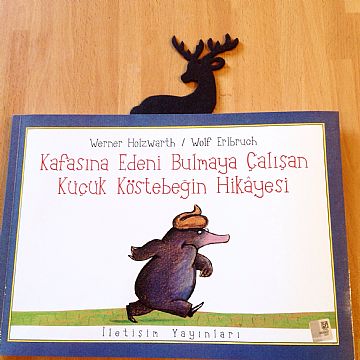 Werner Holzwarth / Wolf Erlbruch
Kafasına Edeni Bulmaya Çalışan
Küçük Köstebeğin Hikâyesi
İletişim Yayınları